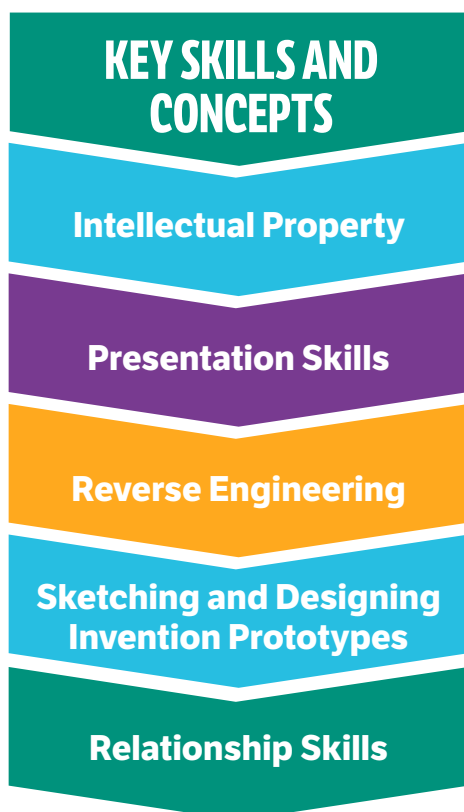 KEY SKILLS AND
CONCEPTS
Intellectual Property
Presentation Skills
Reverse Engineering
Sketching and Designing
Invention Prototypes
Relationship Skills